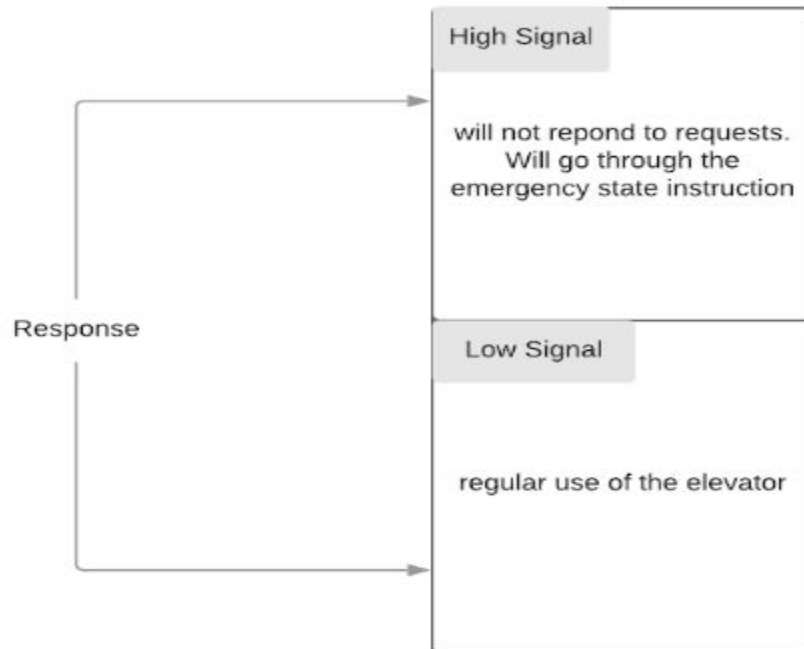 High Signal
will not repond to requests.
Will go through the
emergency state instruction
Response
Low Signal
regular use of the elevator